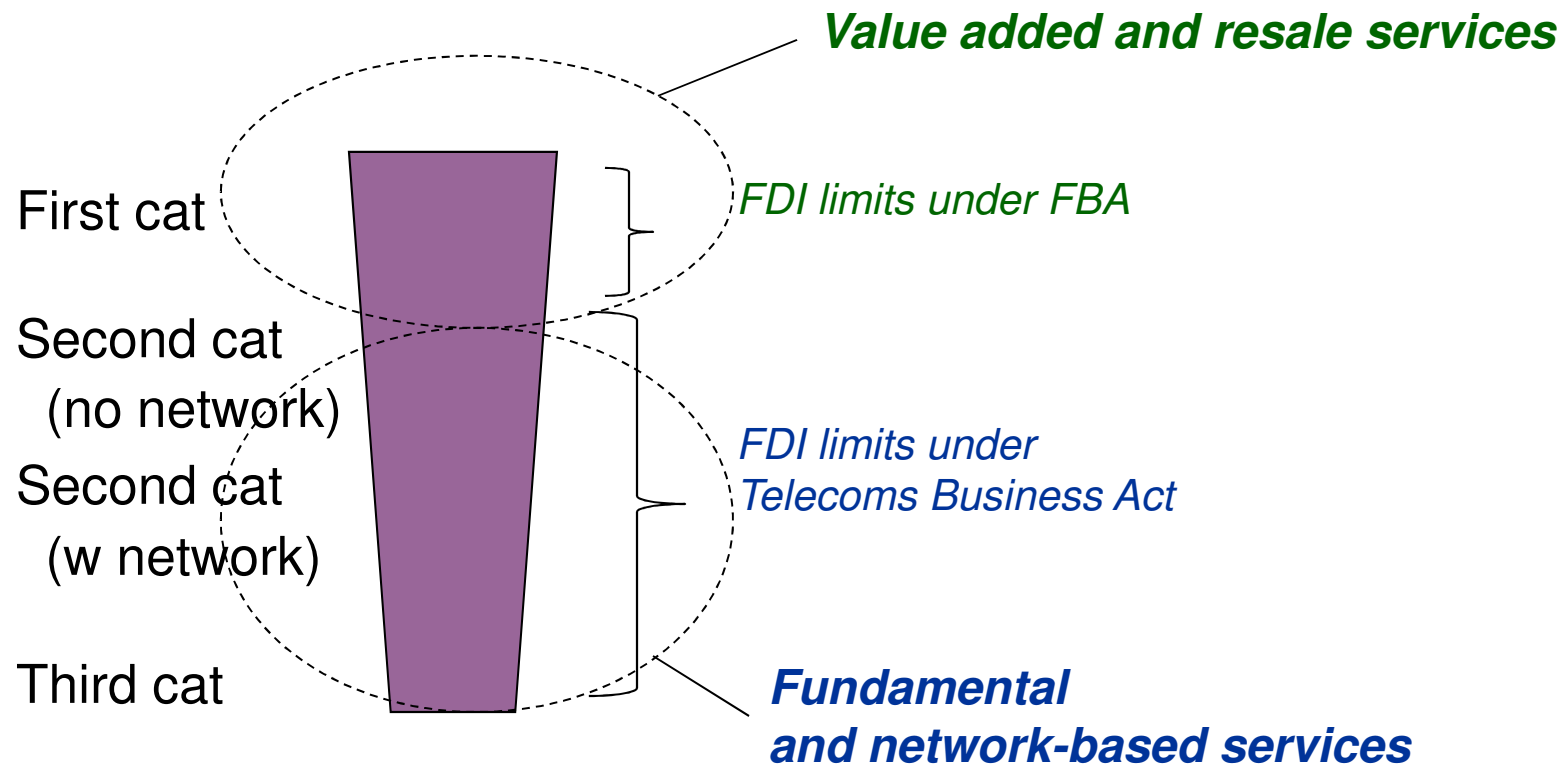 Value added and resale services
First cat
FDI limits under FBA
Second cat
(no network)
FDI limits under
Telecoms Business Act
Second cat
(w network)
Third cat
Fundamental
and network-based services